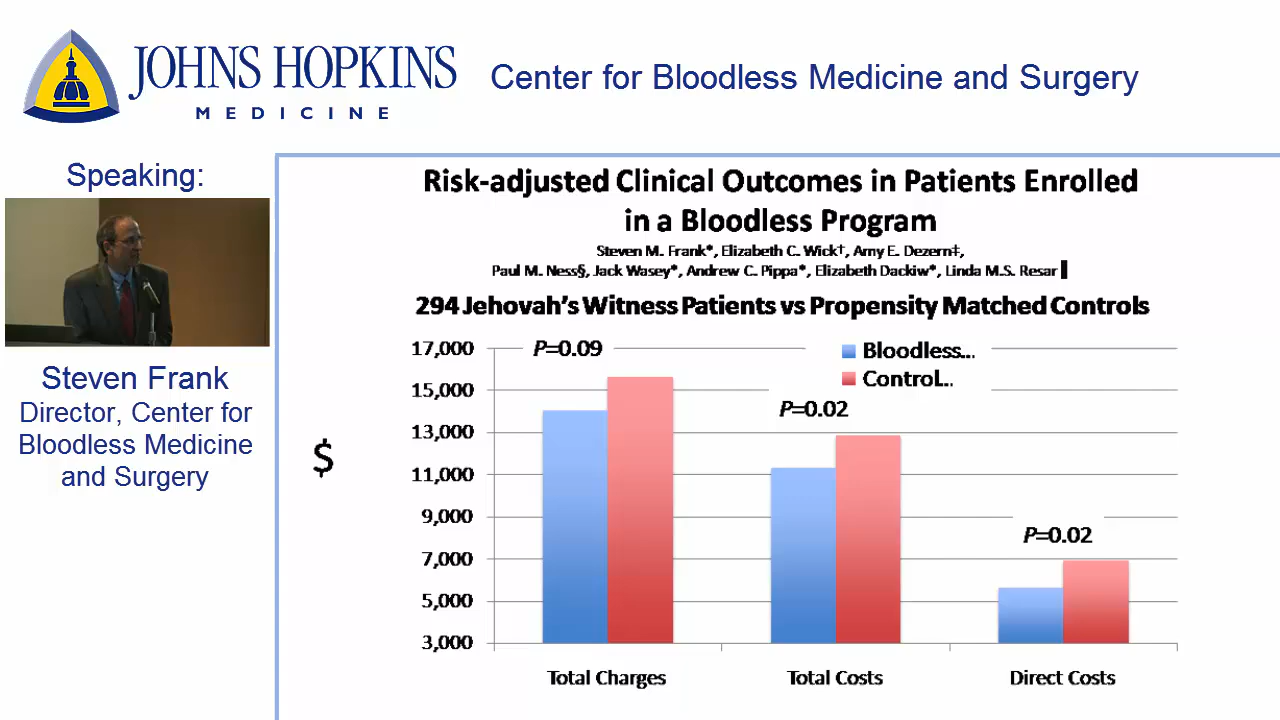 JOHNS HOPKINS
MEDICINE
Center for Bloodless Medicine and Surgery
Speaking:
Steven Frank
Director, Center for
Bloodless Medicine
and Surgery
Risk-adjusted Clinical Outcomes in Patients Enrolled
in a Bloodless Program
Steven M. Frank*, Elizabeth C. Wick†, Amy E. Dezern‡,
Paul M. Ness§, Jack Wasey*, Andrew C. Pippa*, Elizabeth Dackiw*, Linda M.S. Resar ‖
294 Jehovah's Witness Patients vs Propensity Matched Controls
$
17,000
15,000
13,000
11,000
9,000
7,000
5,000
3,000
P=0.09
P=0.02
P=0.02
Bloodless...
Control...
Total Charges
Total Costs
Direct Costs